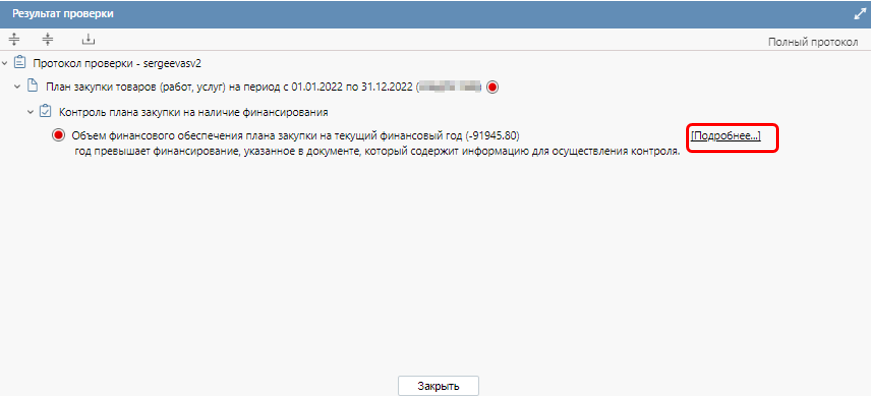 Результат проверки
Полный протокол
Протокол проверки - sergeevasv2
План закупки товаров (работ, услуг) на период с 01.01.2022 по 31.12.2022 (
Контроль плана закупки на наличие финансирования
Объем финансового обеспечения плана закупки на текущий финансовый год (-91945.80) [Подробнее...]
год превышает финансирование, указанное в документе, который содержит информацию для осуществления контроля.
Закрыть